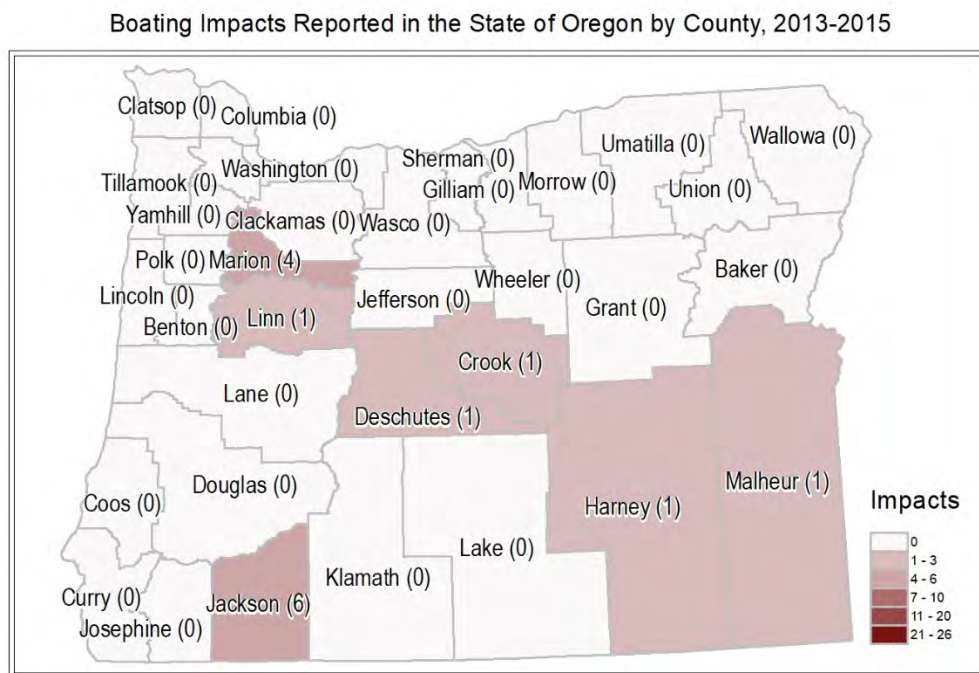 Boating Impacts Reported in the State of Oregon by County, 2013-2015
Clatsop (0)
Columbia (0)
Tillamook (0)
Washington (0)
Yamhill (0)
Clackamas (0)
Wasco (0)
Sherman (0)
Gilliam (0)
Morrow (0)
Umatilla (0)
Union (0)
Wallowa (0)
Polk (0)
Marion (4)
Lincoln (0)
Benton (0)
Linn (1)
Jefferson (0)
Wheeler (0)
Grant (0)
Baker (0)
Lane (0)
Crook (1)
Deschutes (1)
Coos (0)
Douglas (0)
Harney (1)
Malheur (1)
Curry (0)
Josephine (0)
Jackson (6)
Klamath (0)
Lake (0)
Impacts
0
1 - 3
4 - 6
7 - 10
11 - 20
21 - 26